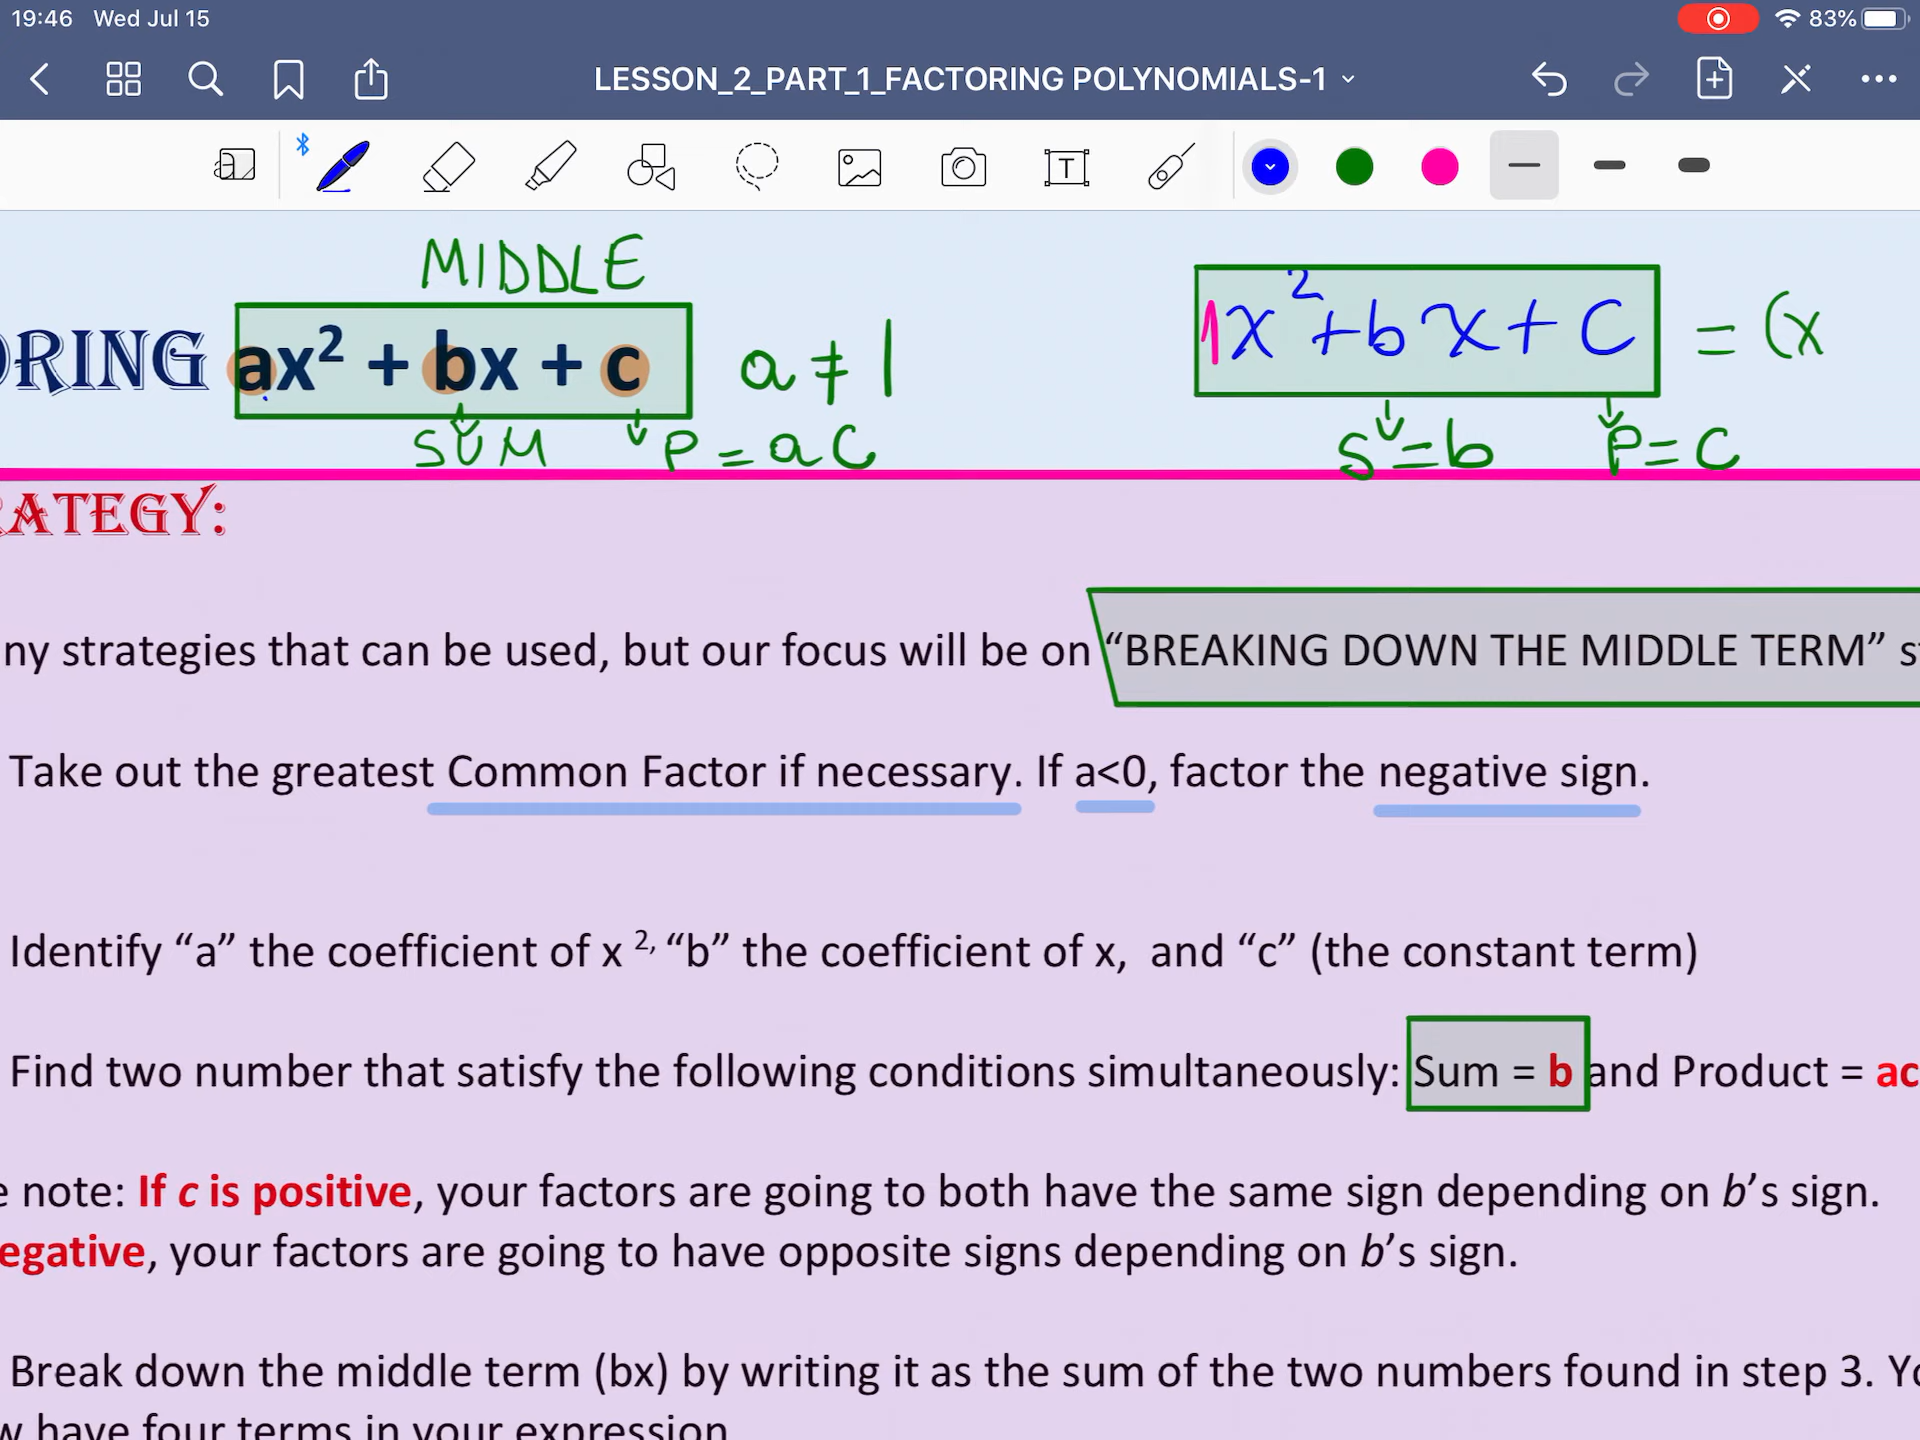 19:46 Wed Jul 15 83%
LESSON_2_PART_1_FACTORING POLYNOMIALS-1
MIDDLE
ORING ax² + bx + c a ≠ 1 1x² + bx + c = (x
SUM P = ac S = b P = c
RATEGY:
ny strategies that can be used, but our focus will be on “BREAKING DOWN THE MIDDLE TERM” st
Take out the greatest Common Factor if necessary. If a<0, factor the negative sign.
Identify “a” the coefficient of x ², “b” the coefficient of x, and “c” (the constant term)
Find two number that satisfy the following conditions simultaneously: Sum = b and Product = ac
e note: If c is positive, your factors are going to both have the same sign depending on b’s sign.
egative, your factors are going to have opposite signs depending on b’s sign.
Break down the middle term (bx) by writing it as the sum of the two numbers found in step 3. Yo
w have four terms in your expression